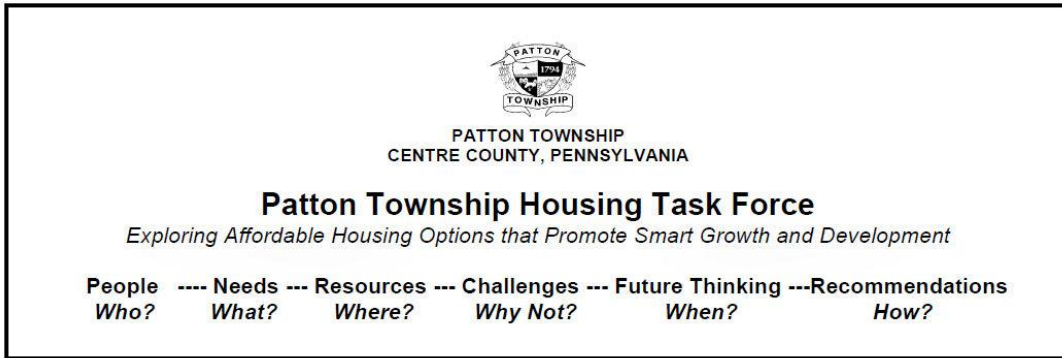 PATTON
1794
TOWNSHIP
PATTON TOWNSHIP
CENTRE COUNTY, PENNSYLVANIA
Patton Township Housing Task Force
Exploring Affordable Housing Options that Promote Smart Growth and Development
People ---- Needs --- Resources --- Challenges --- Future Thinking ---Recommendations
Who? What? Where? Why Not? When? How?